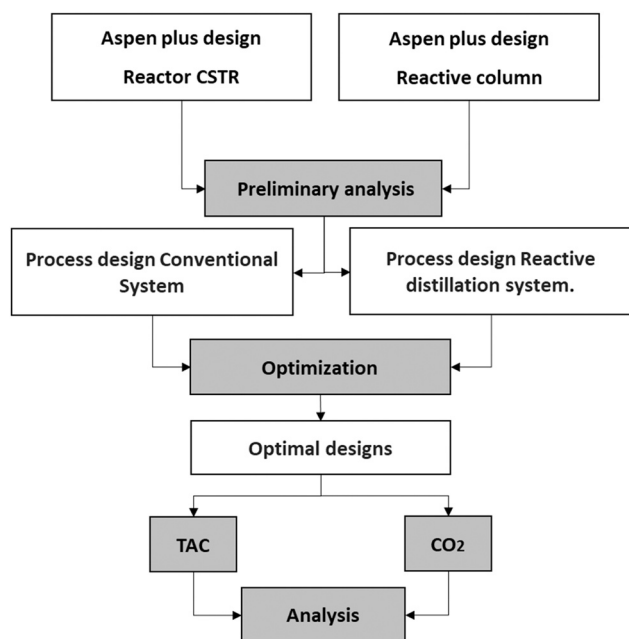 Aspen plus design
Reactor CSTR
Aspen plus design
Reactive column
Preliminary analysis
Process design Conventional
System
Process design Reactive
distillation system.
Optimization
Optimal designs
TAC
CO2
Analysis